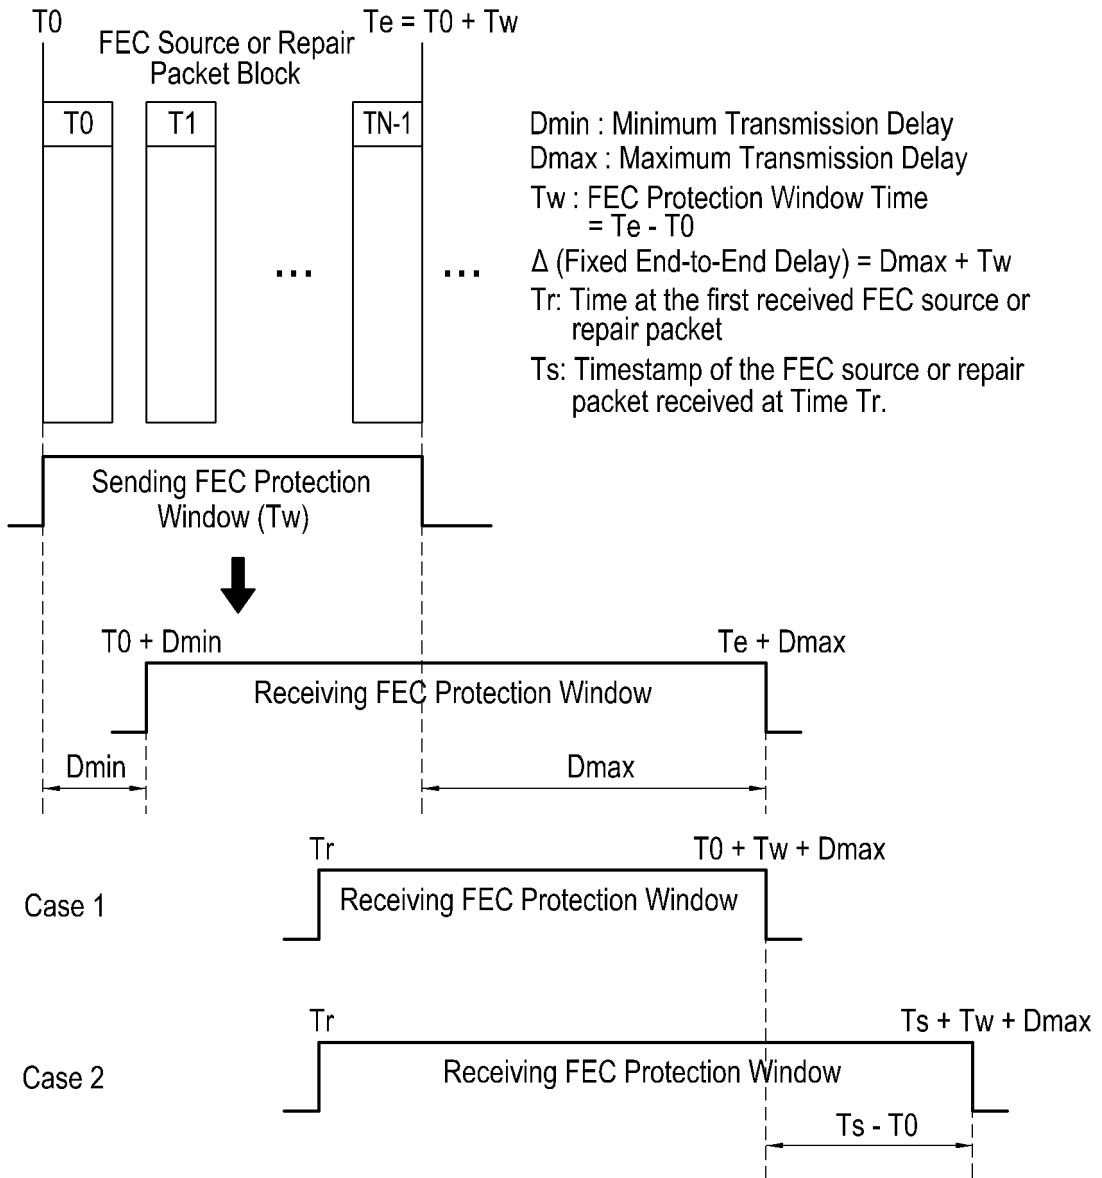 T0
Te = T0 + Tw
FEC Source or Repair
Packet Block
T0
T1
TN-1
...
...
Dmin : Minimum Transmission Delay
Dmax : Maximum Transmission Delay
Tw : FEC Protection Window Time
= Te - T0
Δ (Fixed End-to-End Delay) = Dmax + Tw
Tr: Time at the first received FEC source or
repair packet
Ts: Timestamp of the FEC source or repair
packet received at Time Tr.
Sending FEC Protection
Window (Tw)
T0 + Dmin
Te + Dmax
Receiving FEC Protection Window
Dmin
Dmax
Tr
T0 + Tw + Dmax
Case 1
Receiving FEC Protection Window
Tr
Ts + Tw + Dmax
Case 2
Receiving FEC Protection Window
Ts - T0